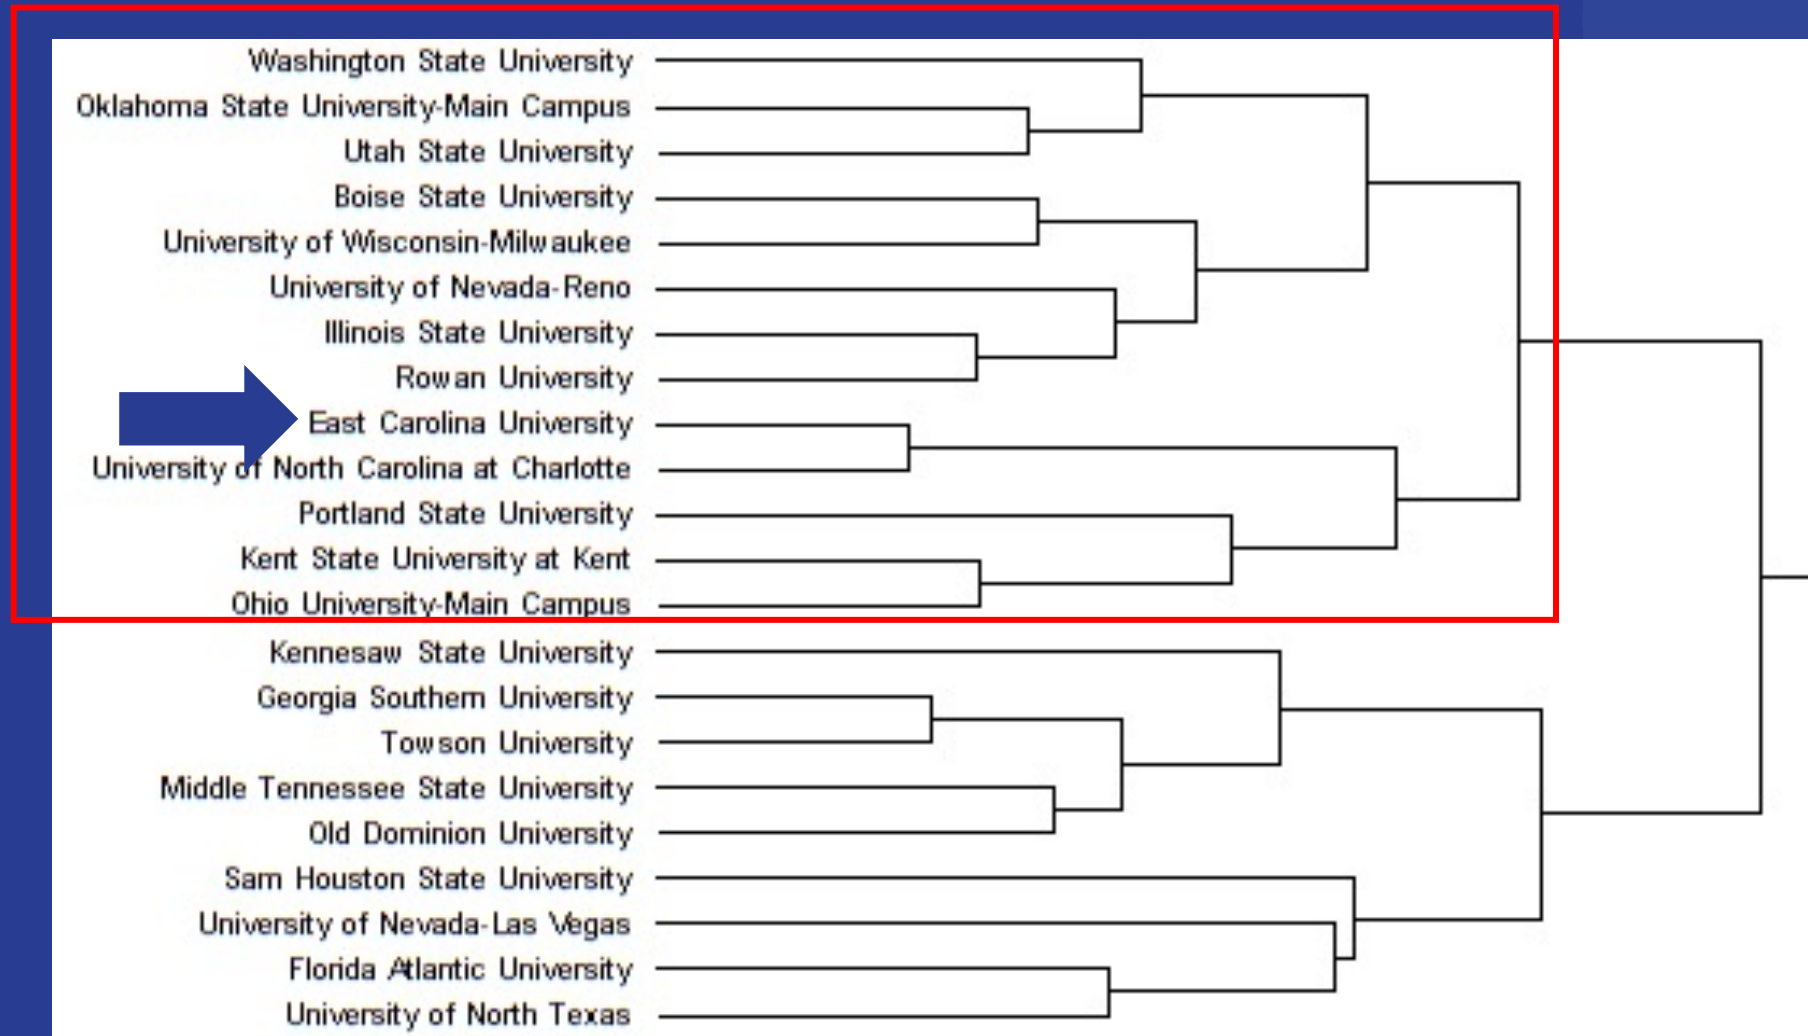 Washington State University
Oklahoma State University-Main Campus
Utah State University
Boise State University
University of Wisconsin-Milwaukee
University of Nevada-Reno
Illinois State University
Rowan University
East Carolina University
University of North Carolina at Charlotte
Portland State University
Kent State University at Kent
Ohio University-Main Campus
Kennesaw State University
Georgia Southern University
Towson University
Middle Tennessee State University
Old Dominion University
Sam Houston State University
University of Nevada-Las Vegas
Florida Atlantic University
University of North Texas